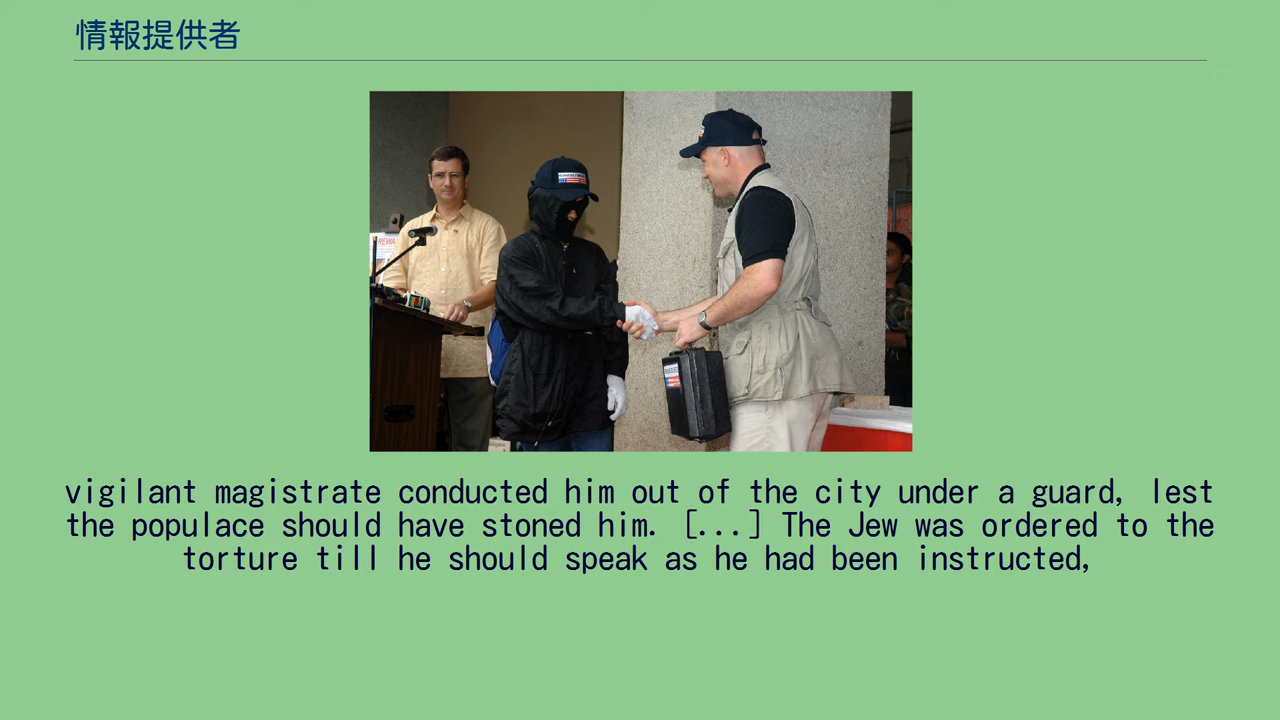 情報提供者
REWA
vigilant magistrate conducted him out of the city under a guard, lest
the populace should have stoned him. [...] The Jew was ordered to the
torture till he should speak as he had been instructed,